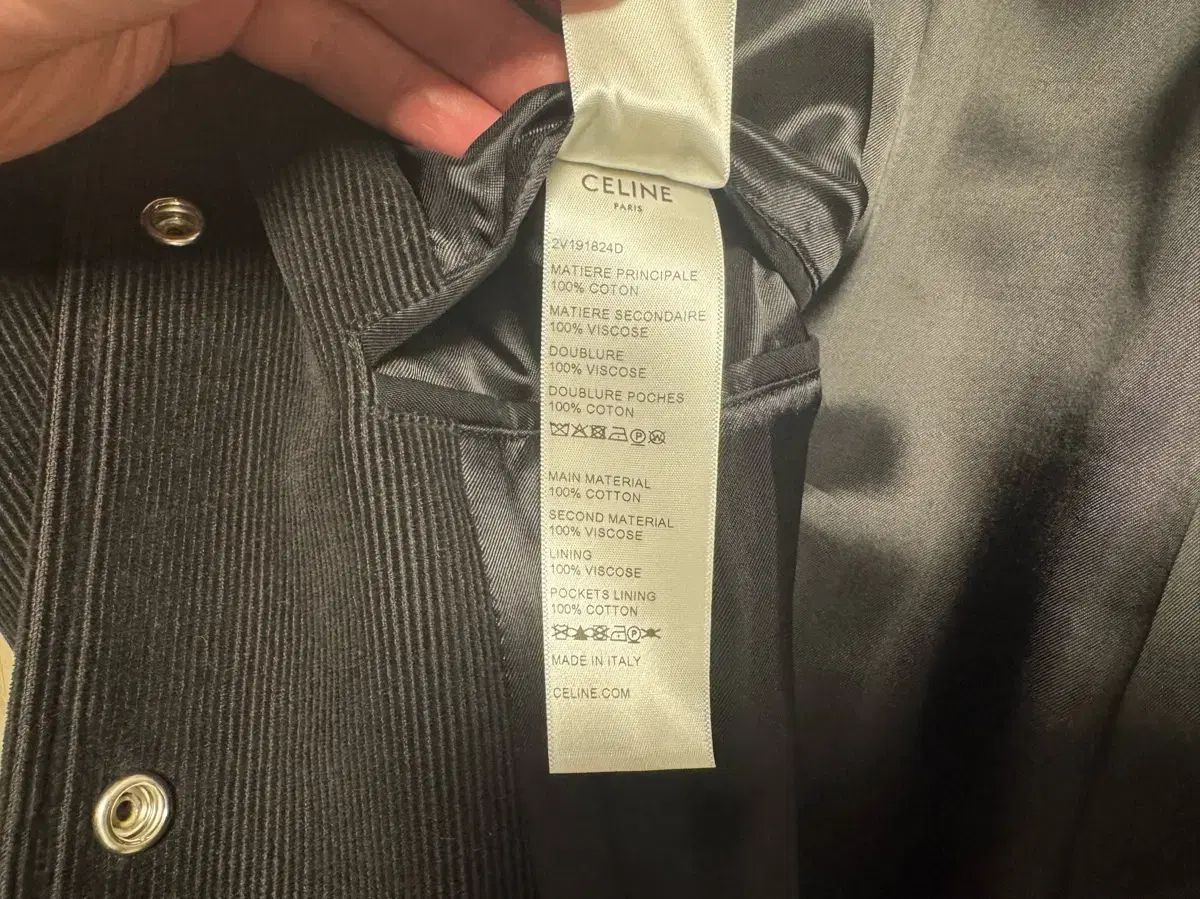 CELINE
PARIS
2V191824D
MATIERE PRINCIPALE
100% COTON
MATIERE SECONDAIRE
100% VISCOSE
DOUBLURE
100% VISCOSE
DOUBLURE POCHES
100% COTON
MAIN MATERIAL
100% COTTON
SECOND MATERIAL
100% VISCOSE
LINING
100% VISCOSE
POCKETS LINING
100% COTTON
MADE IN ITALY
CELINE.COM